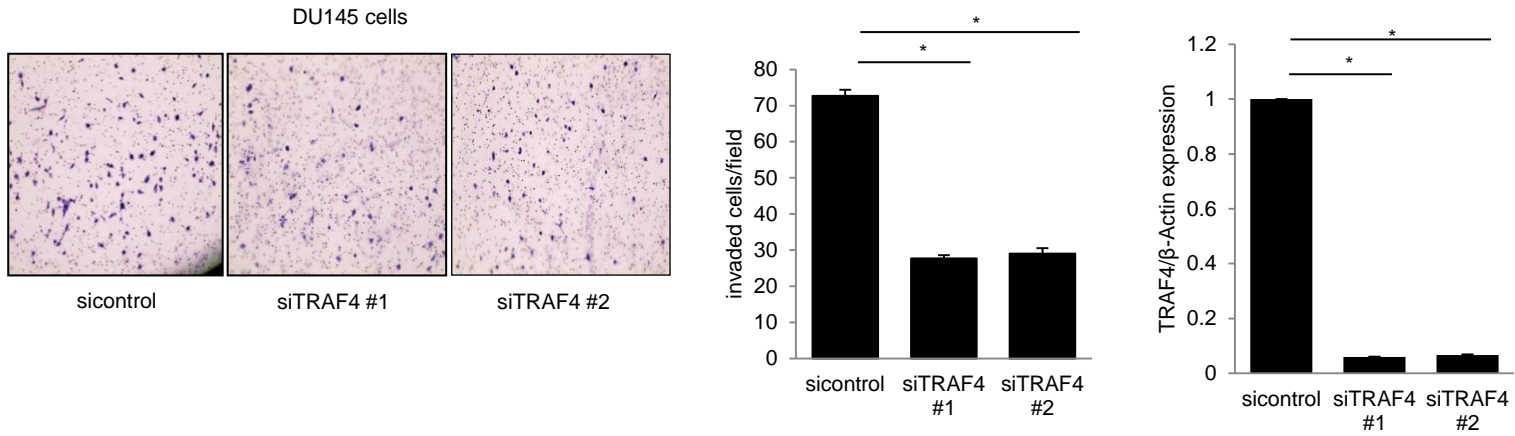 DU145 cells
sicontrol
siTRAF4 #1
siTRAF4 #2
invaded cells/field
80
70
60
50
40
30
20
10
0
*
*
sicontrol
siTRAF4
#1
siTRAF4
#2
TRAF4/β-Actin expression
1.2
1
0.8
0.6
0.4
0.2
0
*
*
sicontrol
siTRAF4
#1
siTRAF4
#2